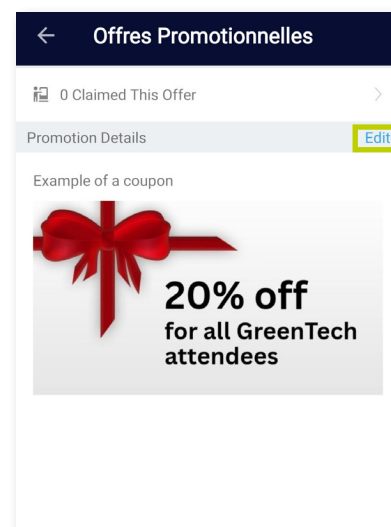 Offres Promotionnelles
0 Claimed This Offer
Promotion Details Edit
Example of a coupon
20% off
for all GreenTech
attendees